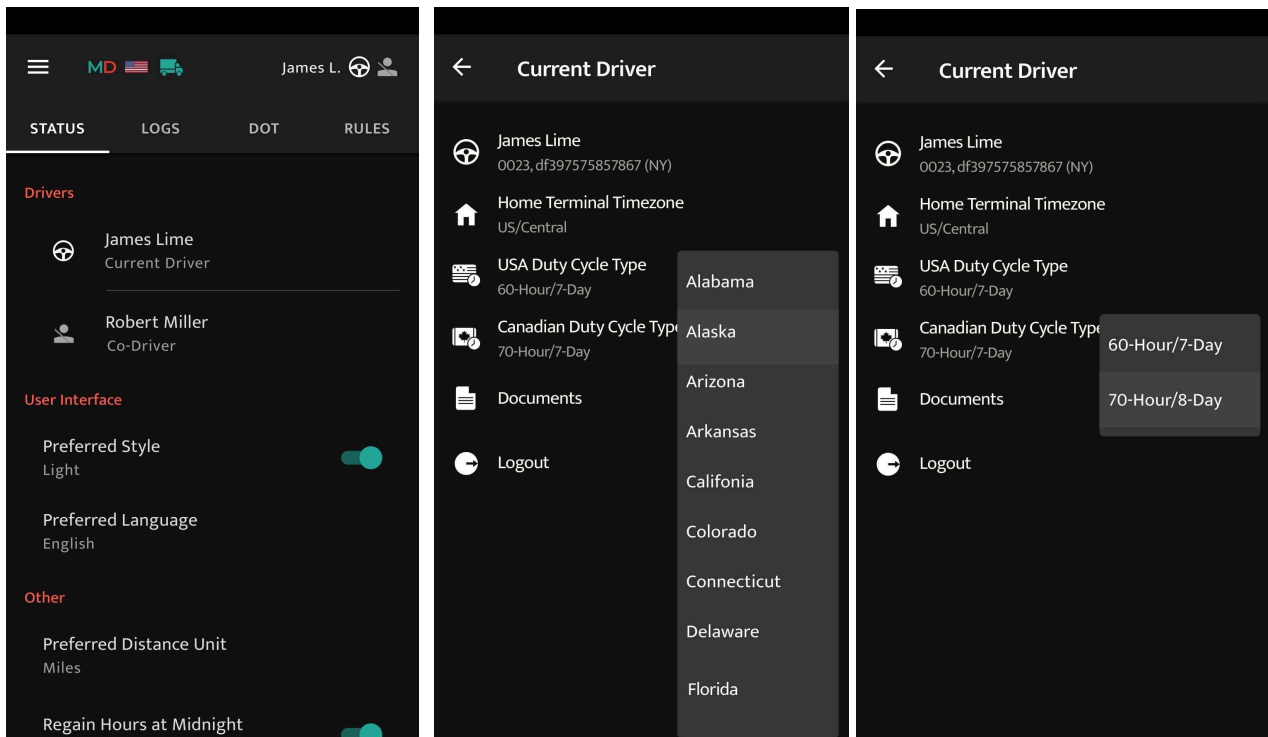 MD James L.
STATUS LOGS DOT RULES
Drivers
James Lime
Current Driver
Robert Miller
Co-Driver
User Interface
Preferred Style
Light
Preferred Language
English
Other
Preferred Distance Unit
Miles
Regain Hours at Midnight
Current Driver
James Lime
0023, df397575857867 (NY)
Home Terminal Timezone
US/Central
USA Duty Cycle Type
60-Hour/7-Day
Canadian Duty Cycle Type
70-Hour/7-Day
Documents
Logout
Alabama
Alaska
Arizona
Arkansas
Califonia
Colorado
Connecticut
Delaware
Florida
Current Driver
James Lime
0023, df397575857867 (NY)
Home Terminal Timezone
US/Central
USA Duty Cycle Type
60-Hour/7-Day
Canadian Duty Cycle Type
70-Hour/7-Day
Documents
Logout
60-Hour/7-Day
70-Hour/8-Day